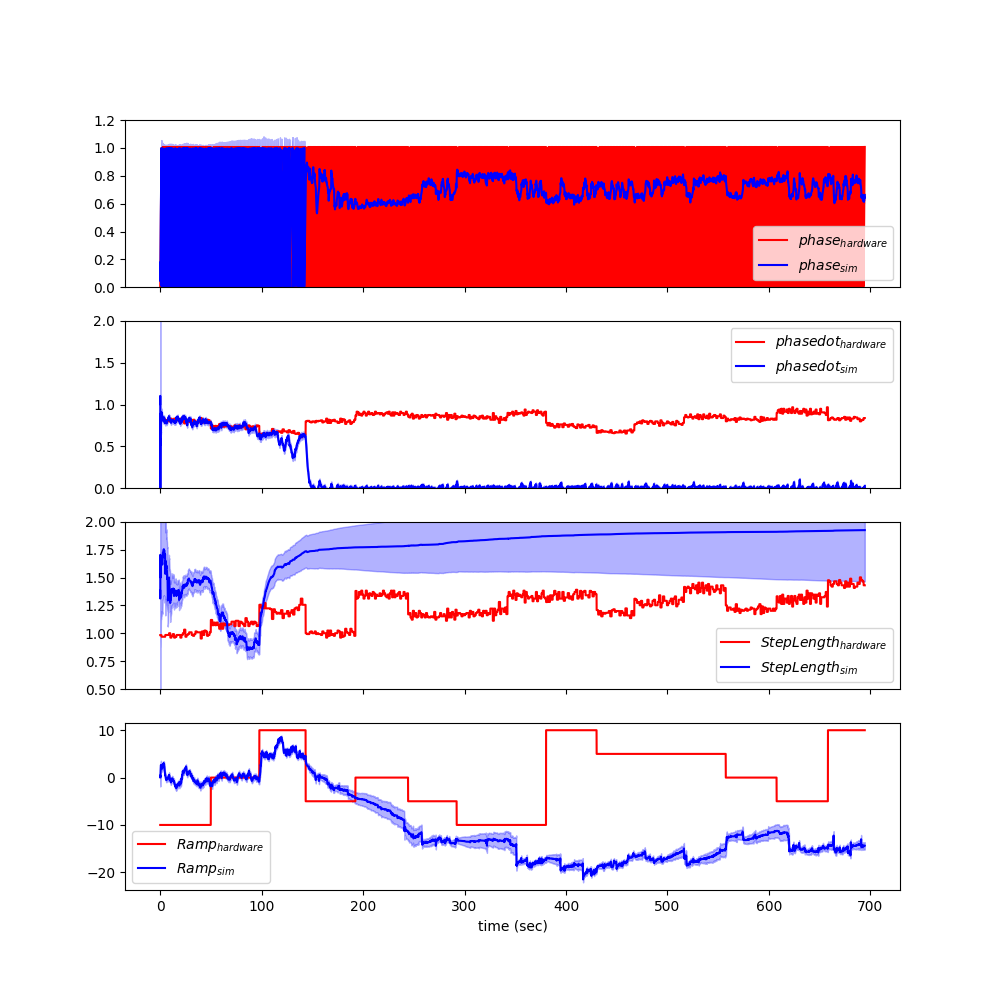 1.2
1.0
0.8
0.6
0.4
0.2
0.0
phase_hardware
phase_sim
2.0
1.5
1.0
0.5
0.0
phasedot_hardware
phasedot_sim
2.00
1.75
1.50
1.25
1.00
0.75
0.50
StepLength_hardware
StepLength_sim
10
0
−10
−20
Ramp_hardware
Ramp_sim
0 100 200 300 400 500 600 700
time (sec)